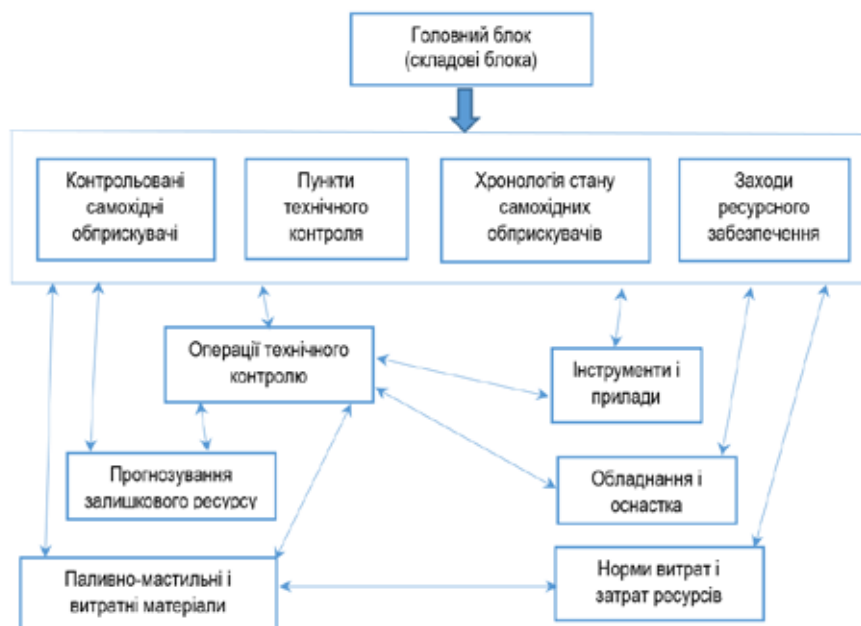 Головний блок
(складові блока)
Контрольовані
самохідні
обприскувачі
Пункти
технічного
контроля
Хронологія стану
самохідних
обприскувачів
Заходи
ресурсного
забезпечення
Операції технічного
контролю
Інструменти і
прилади
Прогнозування
залишкового ресурсу
Обладнання і
оснастка
Паливно-мастильні і
витратні матеріали
Норми витрат і
затрат ресурсів